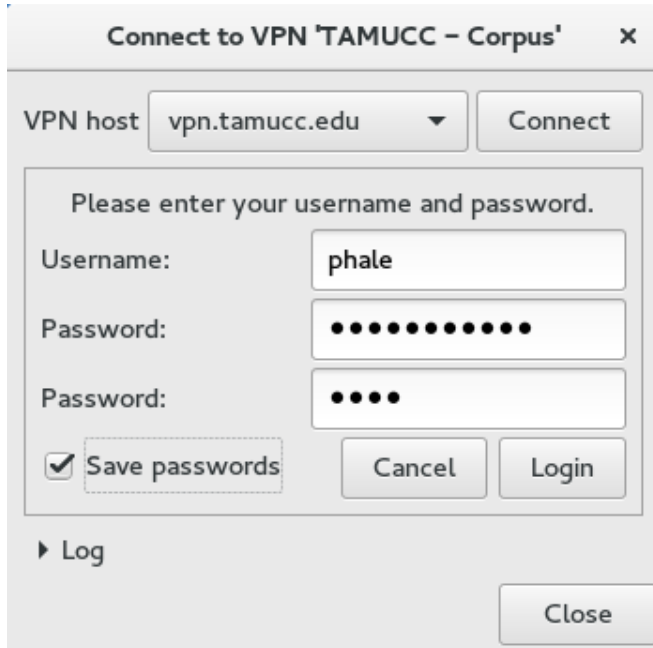 Connect to VPN 'TAMUCC – Corpus' ×
VPN host vpn.tamucc.edu Connect
Please enter your username and password.
Username: phale
Password: ●●●●●●●●●●●
Password: ●●●●
Save passwords Cancel Login
Log
Close